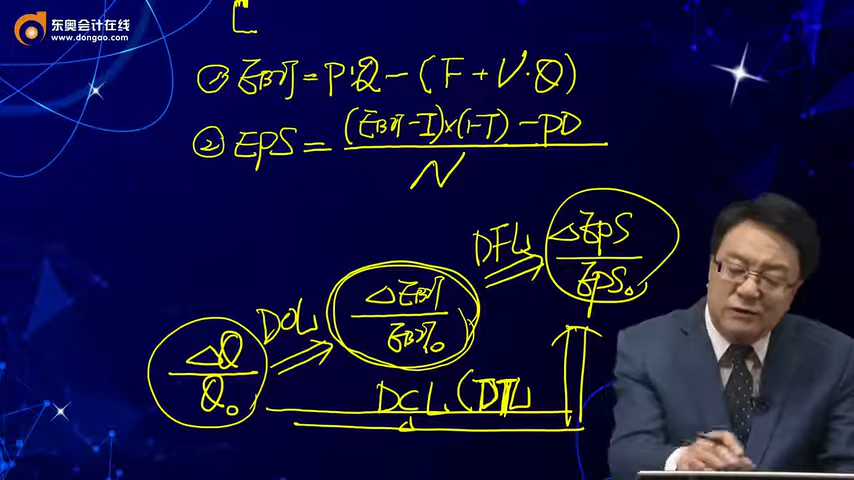 东奥会计在线
www.dongao.com
① EBIT = P·Q - (F + V·Q)
② EPS = (EBIT - I)×(1-T) - PD
N
DFL
ΔEPS
EPS₀
DOL
ΔEBIT
EBIT₀
ΔQ
Q₀
DCL (DTL